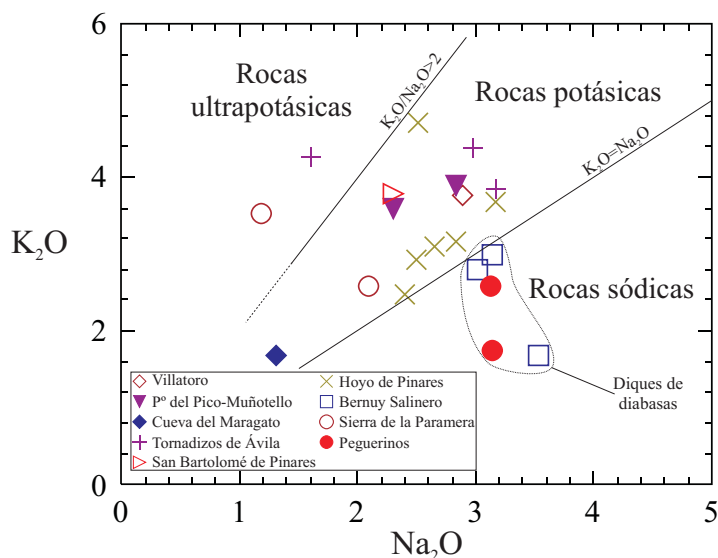 6
4
2
0
K₂O
Rocas
ultrapotásicas
K₂O/Na₂O>2
Rocas potásicas
K₂O=Na₂O
Rocas sódicas
Diques de
diabasas
Villatoro
Pº del Pico-Muñotello
Cueva del Maragato
Tornadizos de Ávila
San Bartolomé de Pinares
Hoyo de Pinares
Bernuy Salinero
Sierra de la Paramera
Peguerinos
0 1 2 3 4 5
Na₂O